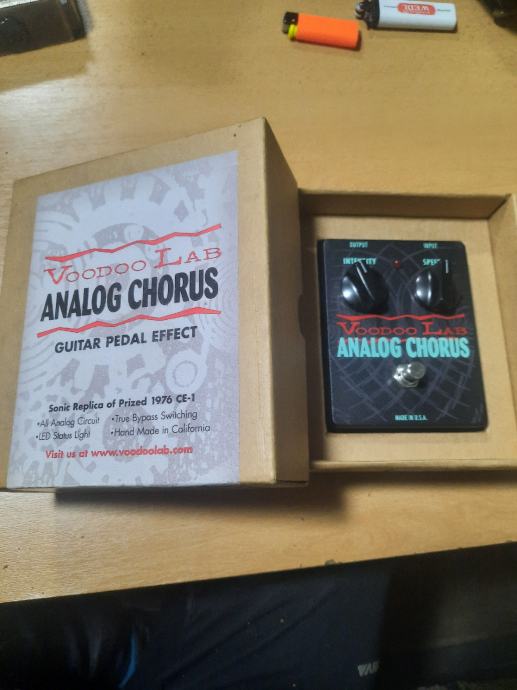 VOODOO LAB
ANALOG CHORUS
GUITAR PEDAL EFFECT
Sonic Replica of Prized 1976 CE-1
•All Analog Circuit •True Bypass Switching
•LED Status Light •Hand Made in California
Visit us at www.voodoolab.com
OUTPUT INPUT
INTENSITY SPEED
VOODOO LAB
ANALOG CHORUS
MADE IN U.S.A.